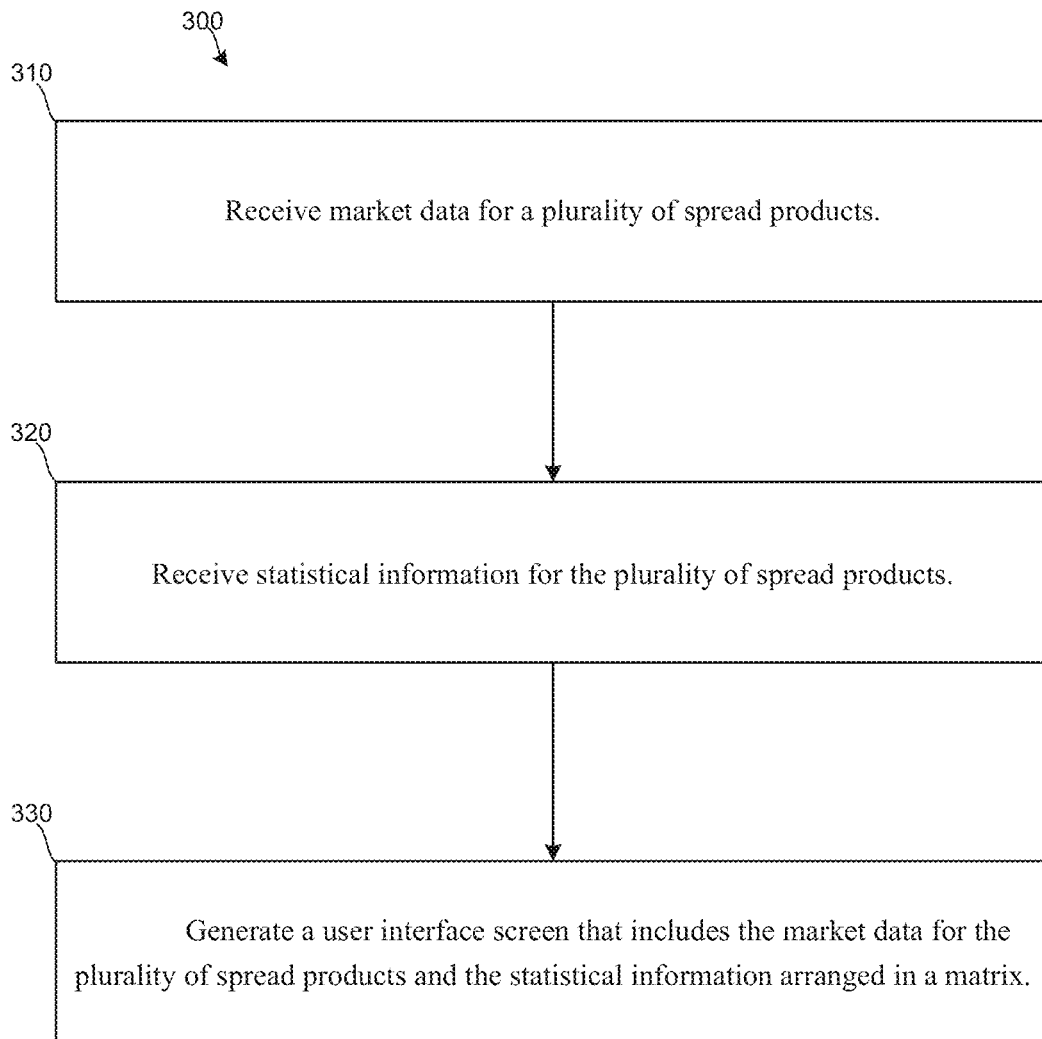 300
310
Receive market data for a plurality of spread products.
320
Receive statistical information for the plurality of spread products.
330
Generate a user interface screen that includes the market data for the
plurality of spread products and the statistical information arranged in a matrix.